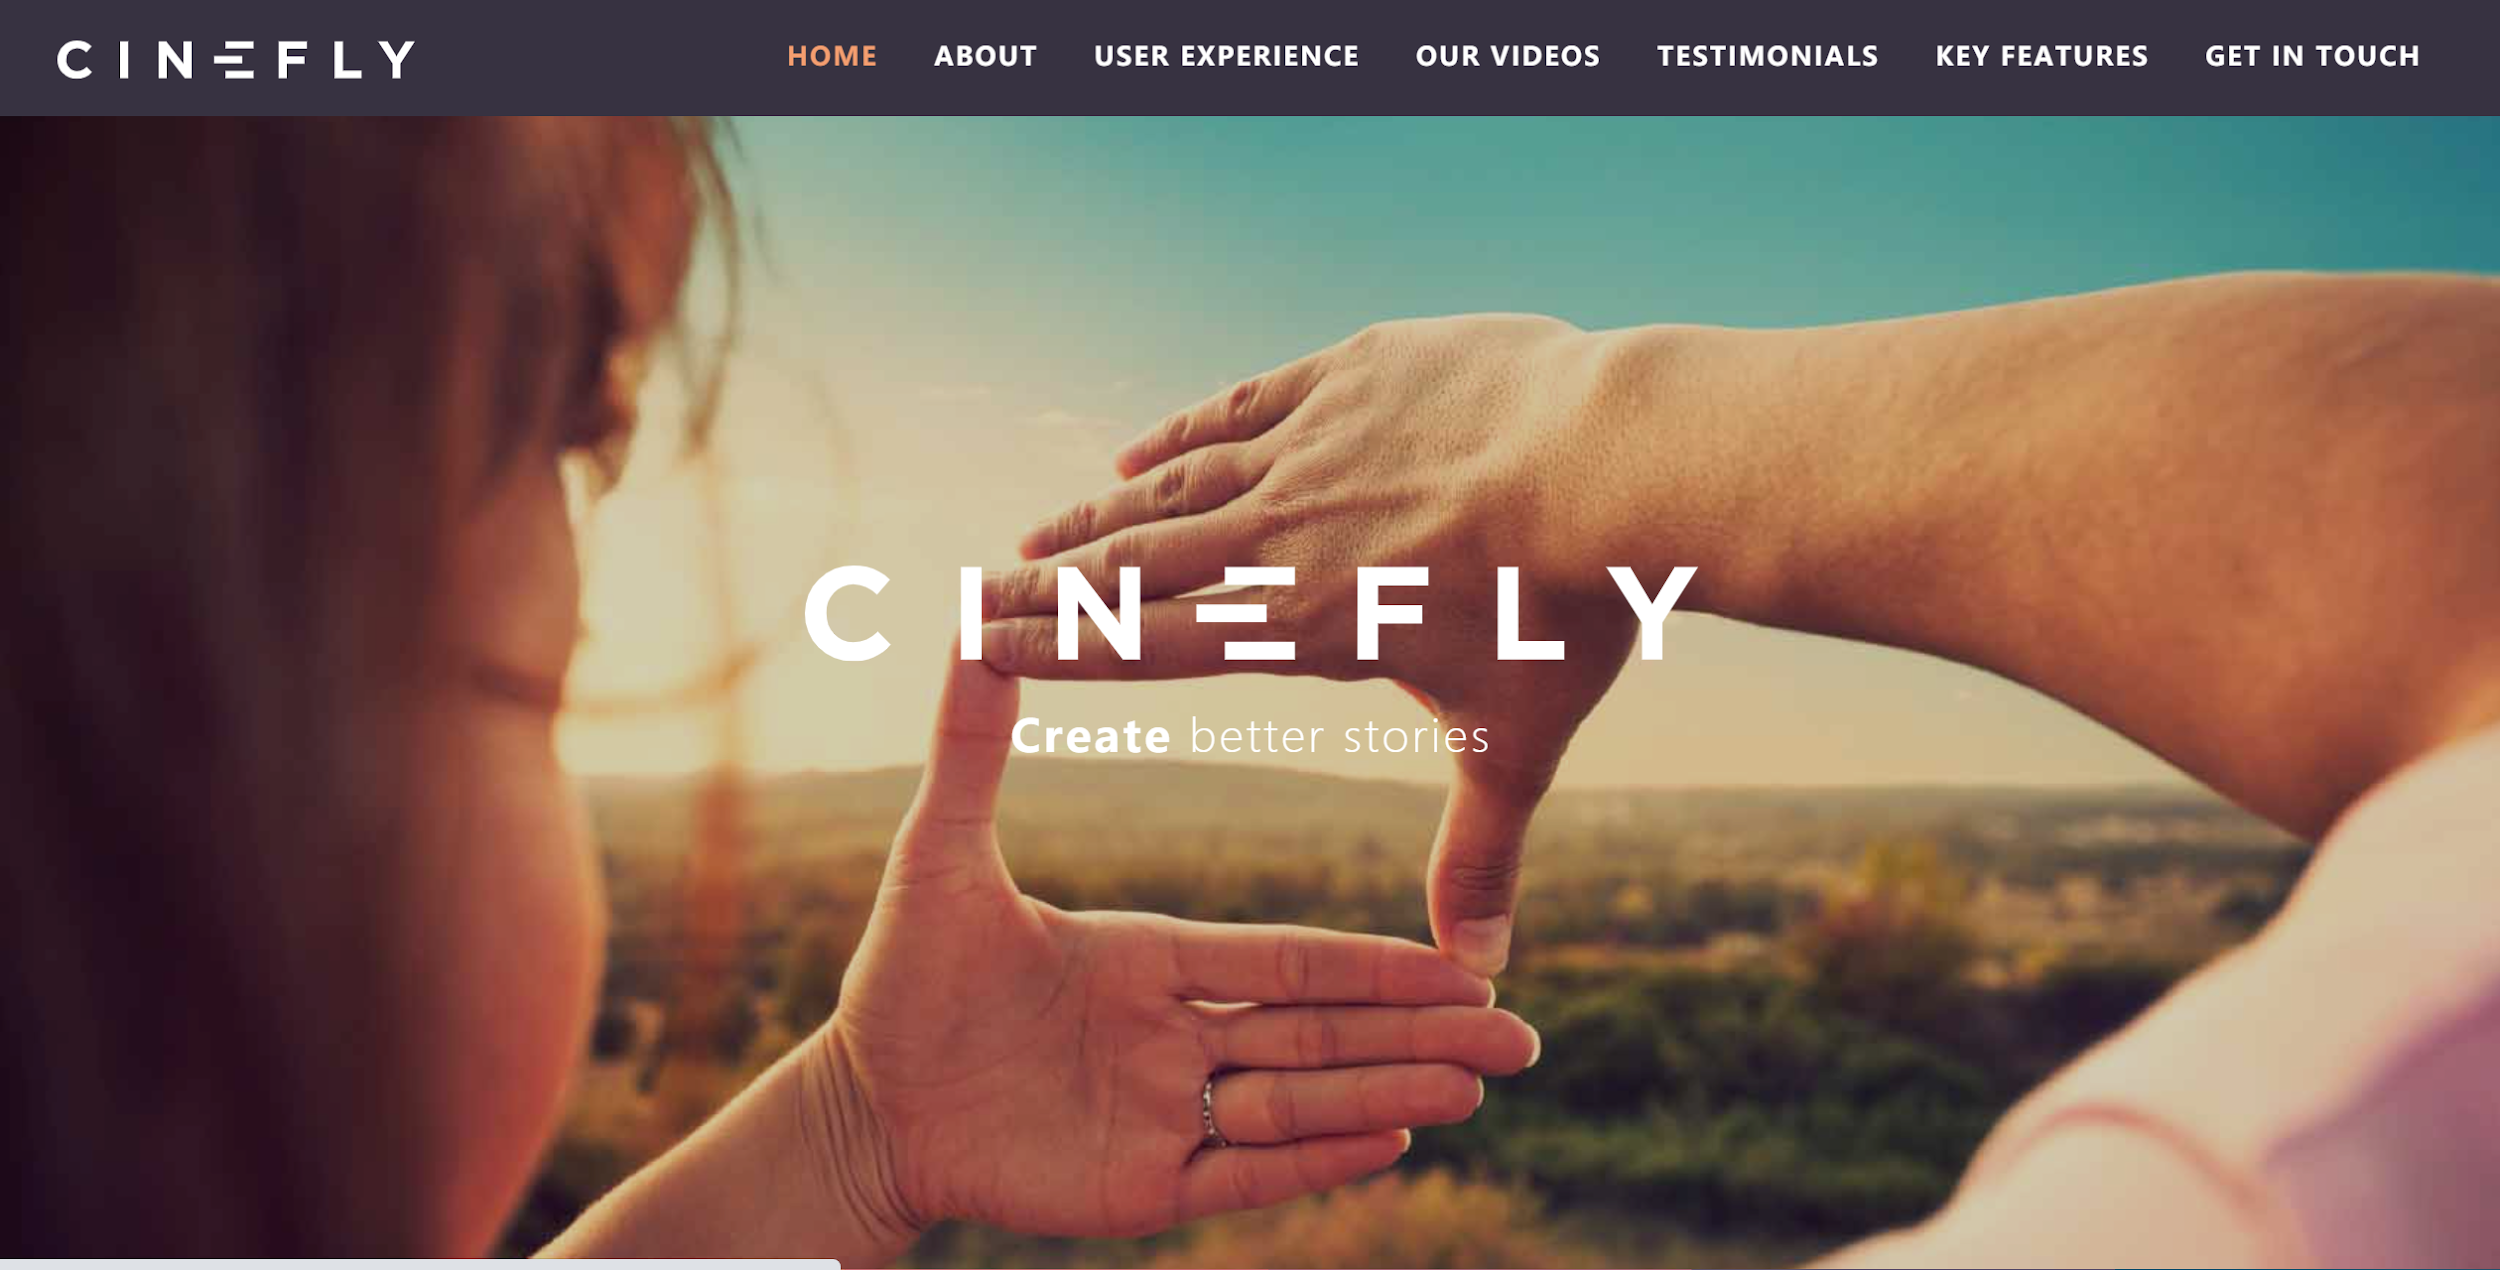 CINEFLY
HOME ABOUT USER EXPERIENCE OUR VIDEOS TESTIMONIALS KEY FEATURES GET IN TOUCH
CINEFLY
Create better stories